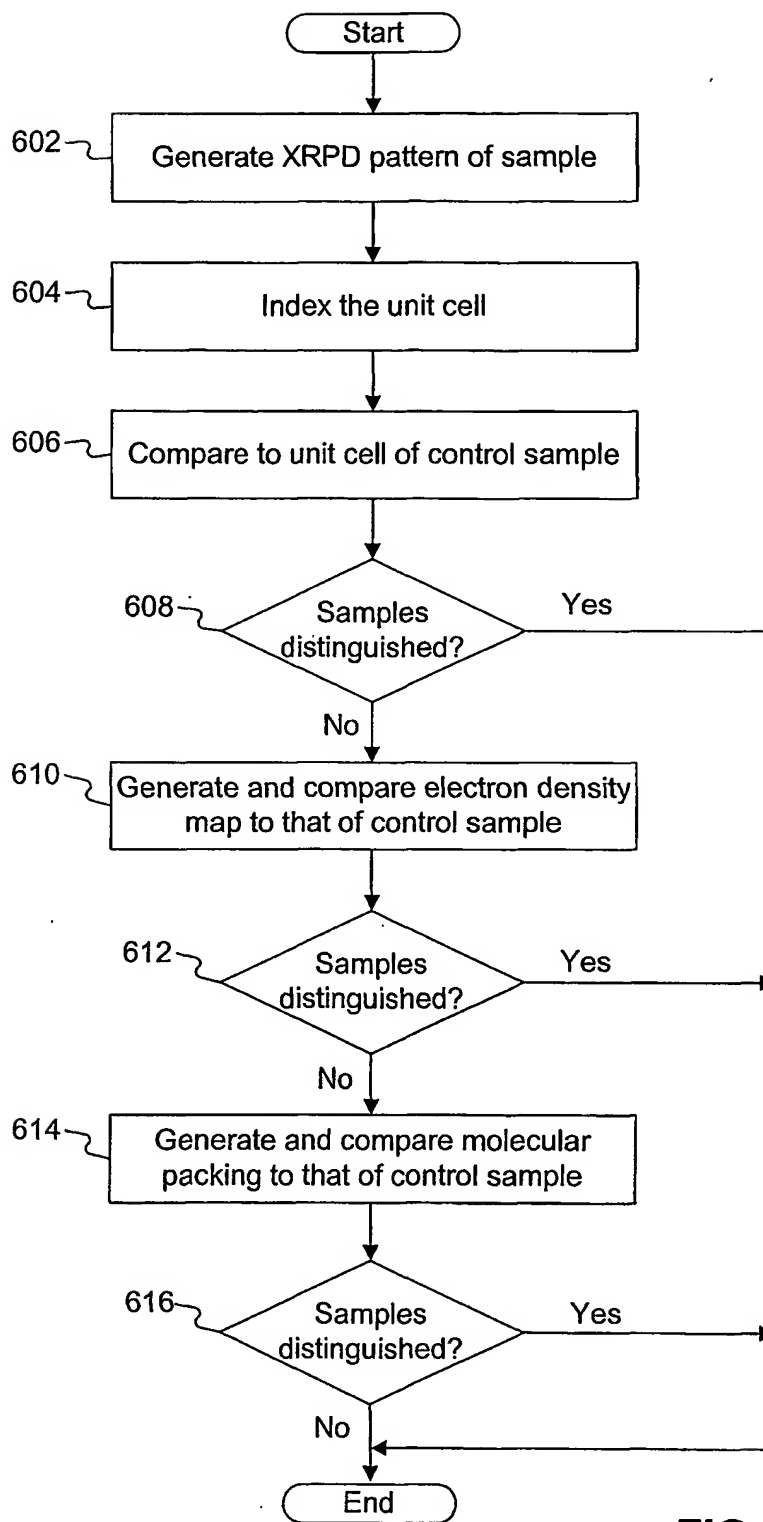 Start
602
Generate XRPD pattern of sample
604
Index the unit cell
606
Compare to unit cell of control sample
608
Samples
distinguished?
Yes
No
610
Generate and compare electron density
map to that of control sample
612
Samples
distinguished?
Yes
No
614
Generate and compare molecular
packing to that of control sample
616
Samples
distinguished?
Yes
No
End